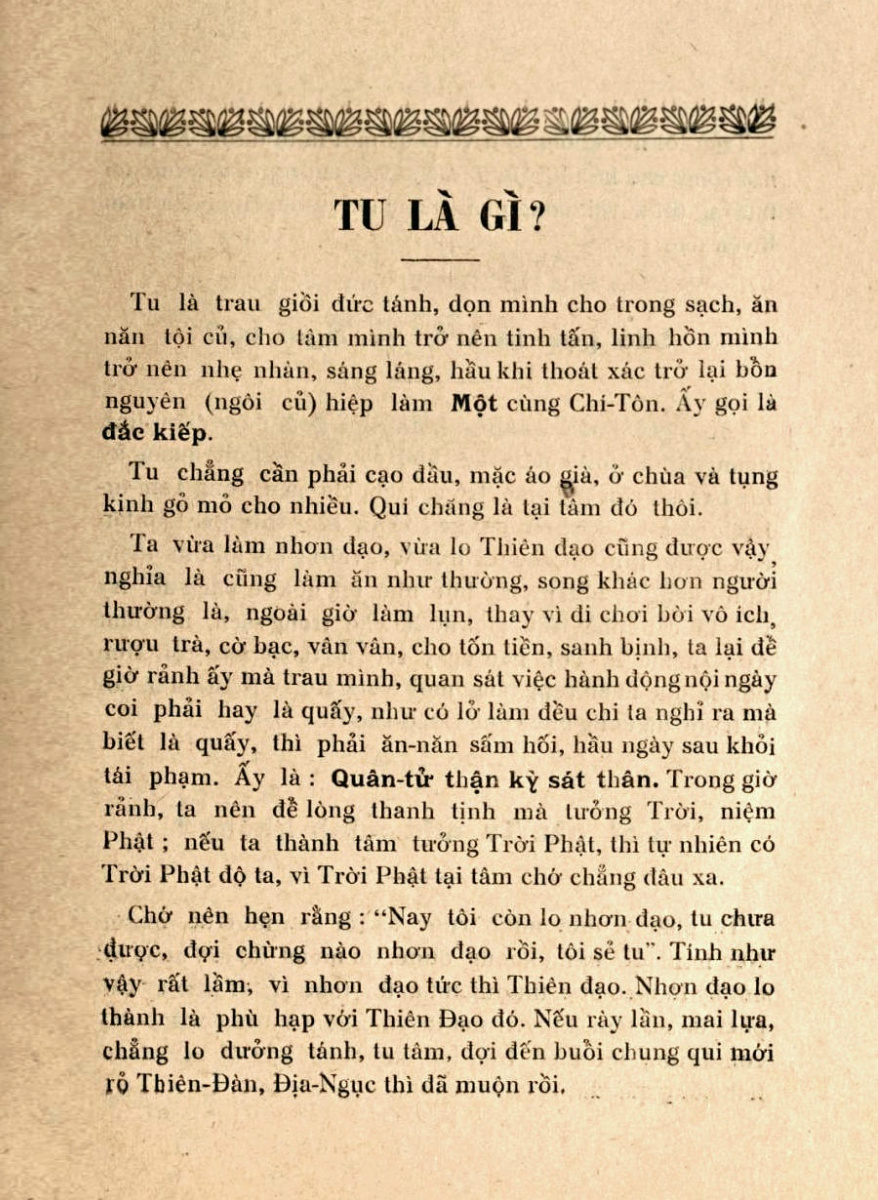 TU LÀ GÌ?
Tu là trau giồi đức tánh, dọn mình cho trong sạch, ăn
năn tội củ, cho tâm mình trở nên tinh tấn, linh hồn mình
trở nên nhẹ nhàn, sáng láng, hầu khi thoát xác trở lại bổn
nguyên (ngôi củ) hiệp làm Một cùng Chí-Tôn. Ấy gọi là
đắc kiếp.
Tu chẳng cần phải cạo đầu, mặc áo già, ở chùa và tụng
kinh gỏ mỏ cho nhiều. Quí chăng là tại tâm đó thôi.
Ta vừa làm nhơn đạo, vừa lo Thiên đạo cũng được vậy,
nghĩa là cũng làm ăn như thường, song khác hơn người
thường là, ngoài giờ làm lụn, thay vì đi chơi bời vô ích,
rượu trà, cờ bạc, vân vân, cho tốn tiền, sanh bịnh, ta lại để
giờ rảnh ấy mà trau mình, quan sát việc hành động nội ngày
coi phải hay là quấy, như có lở làm đều chi ta nghỉ ra mà
biết là quấy, thì phải ăn-năn sấm hối, hầu ngày sau khỏi
tái phạm. Ấy là : Quân-tử thận kỳ sát thân. Trong giờ
rảnh, ta nên để lòng thanh tịnh mà tưởng Trời, niệm
Phật ; nếu ta thành tâm tưởng Trời Phật, thì tự nhiên có
Trời Phật độ ta, vì Trời Phật tại tâm chớ chẳng đâu xa.
Chớ nên hẹn rằng : “Nay tôi còn lo nhơn đạo, tu chưa
được, đợi chừng nào nhơn đạo rồi, tôi sẻ tu”. Tính như
vậy rất lầm, vì nhơn đạo tức thì Thiên đạo. Nhơn đạo lo
thành là phù hạp với Thiên Đạo đó. Nếu rày lần, mai lựa,
chẳng lo dưởng tánh, tu tâm, đợi đến buổi chung qui mới
rỏ Thiên-Đàn, Địa-Ngục thì đã muộn rồi.